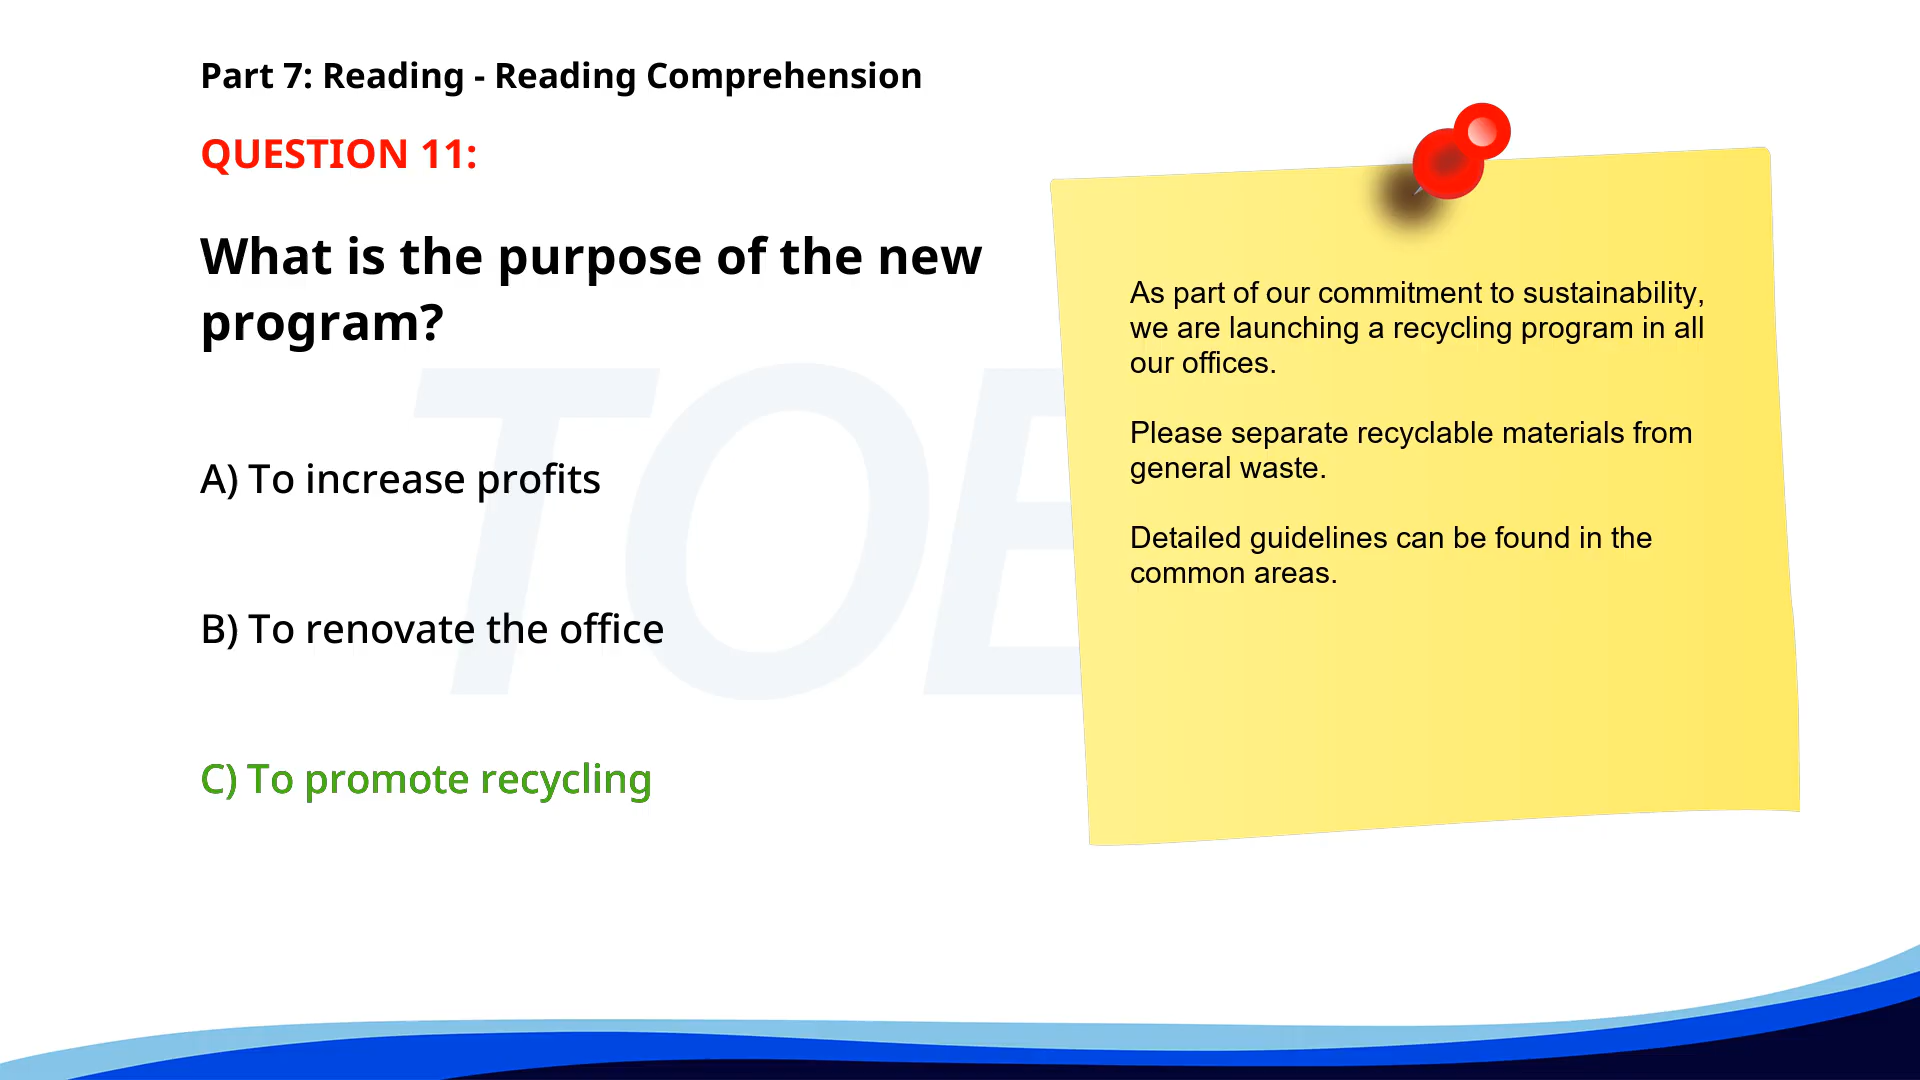 Part 7: Reading - Reading Comprehension
QUESTION 11:
What is the purpose of the new
program?
A) To increase profits
B) To renovate the office
C) To promote recycling
As part of our commitment to sustainability,
we are launching a recycling program in all
our offices.
Please separate recyclable materials from
general waste.
Detailed guidelines can be found in the
common areas.